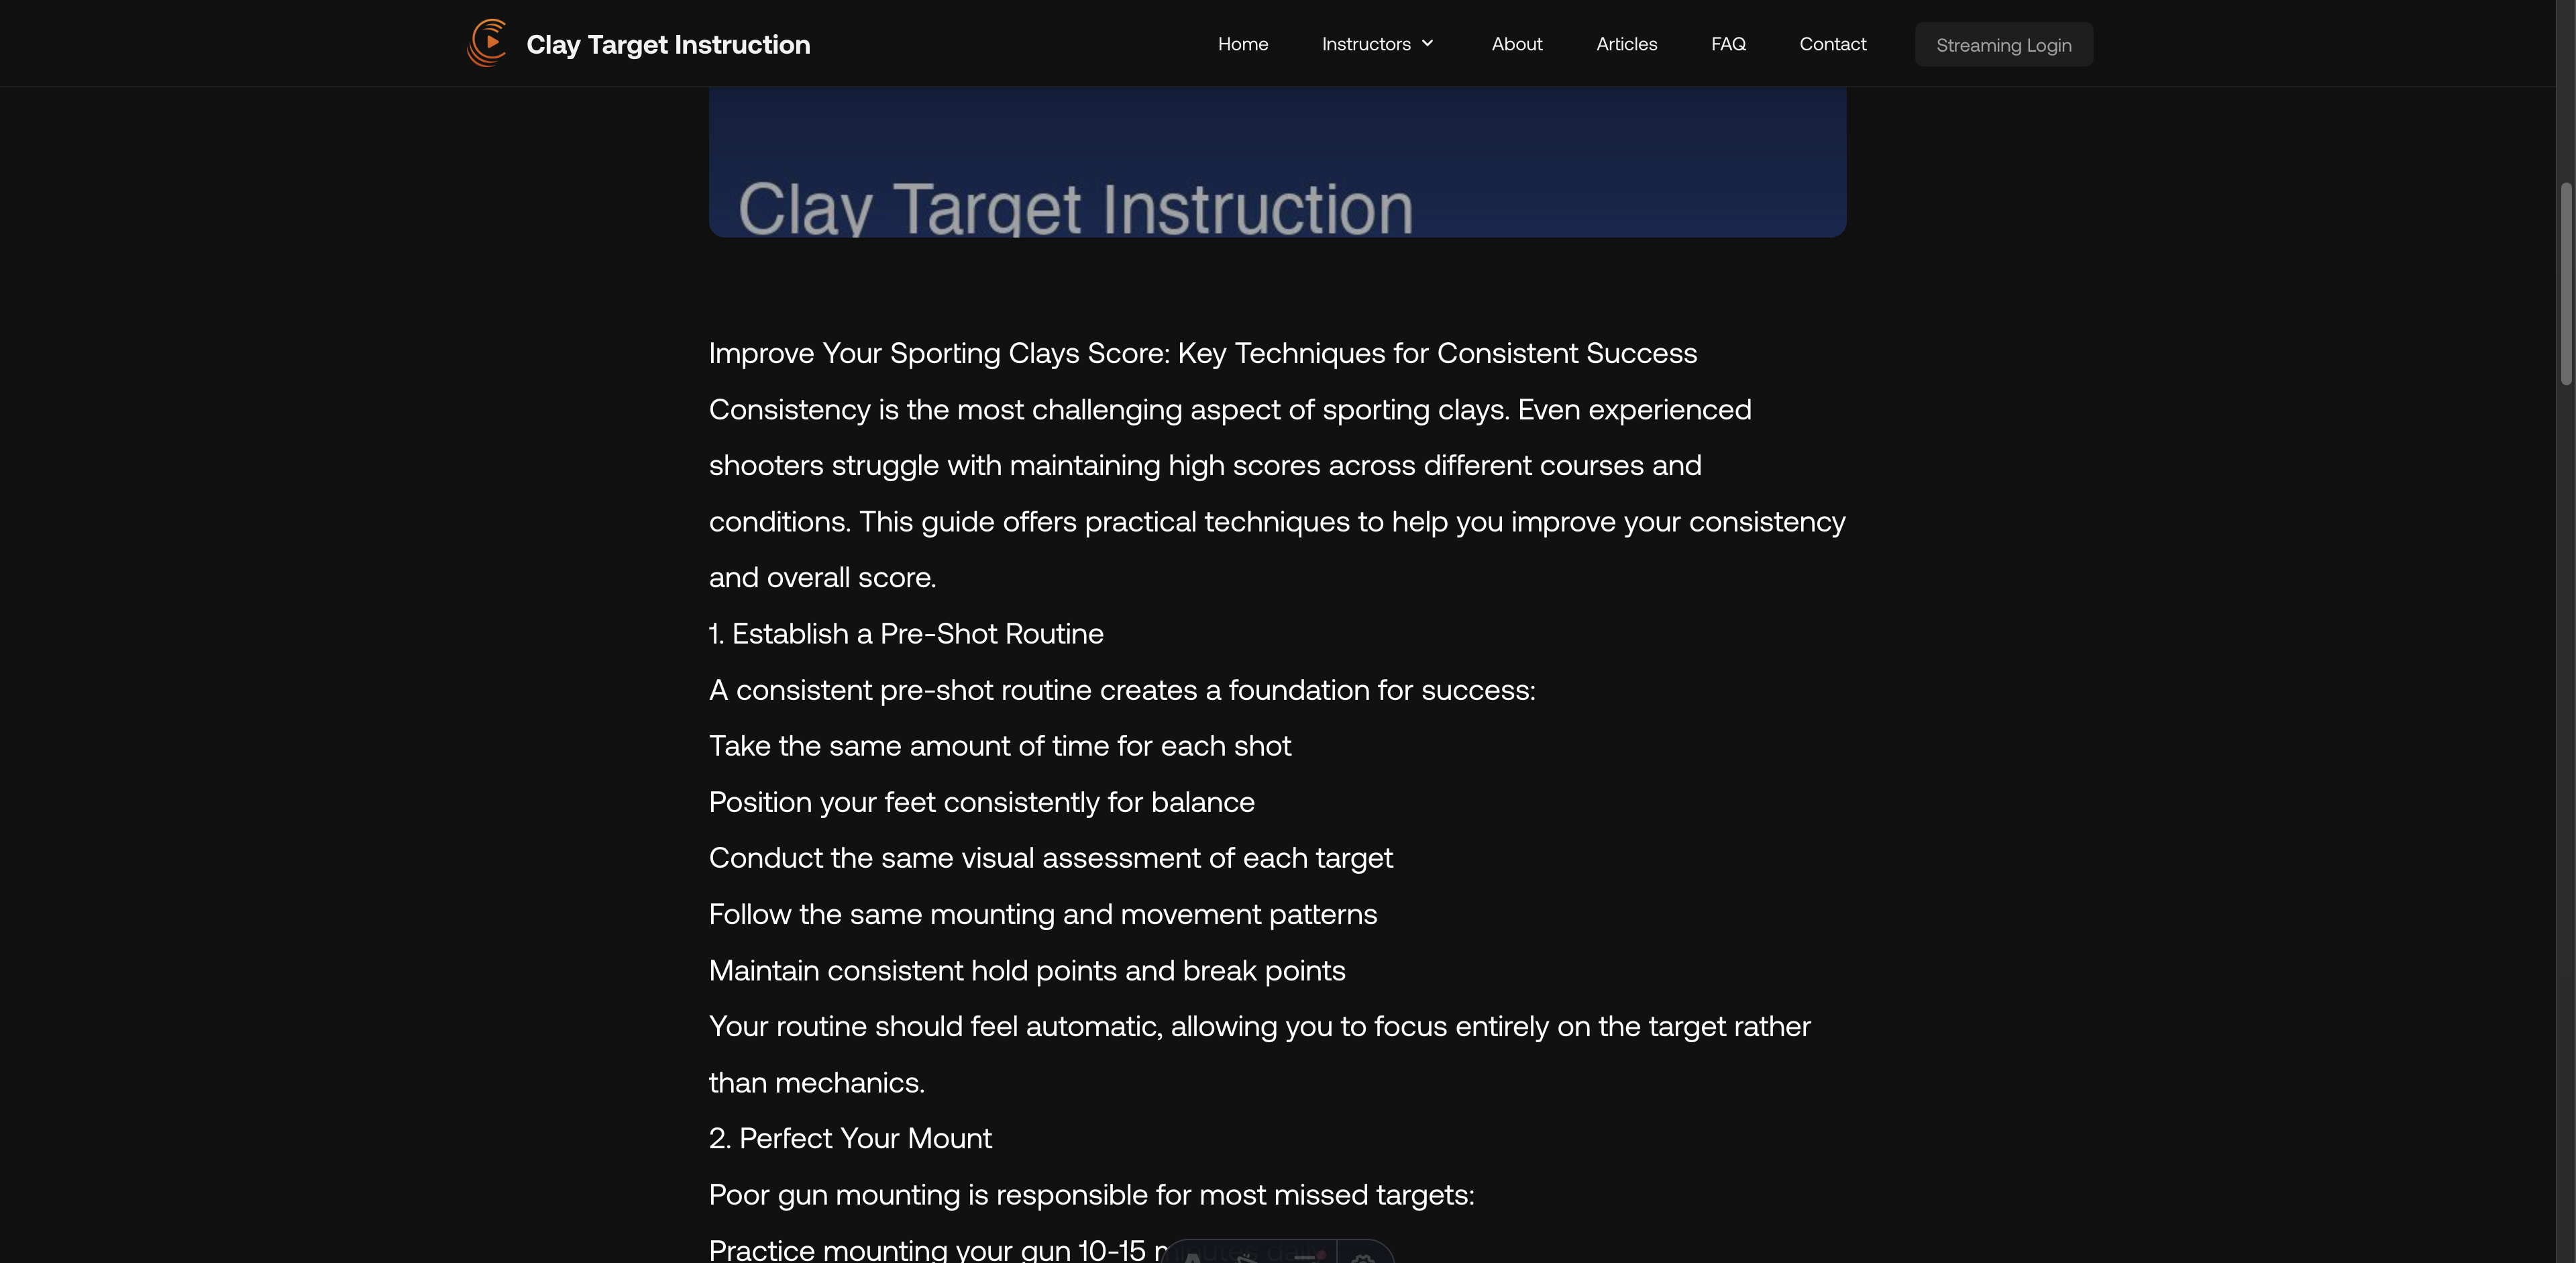 Clay Target Instruction
Home Instructors About Articles FAQ Contact Streaming Login
Clay Target Instruction
Improve Your Sporting Clays Score: Key Techniques for Consistent Success
Consistency is the most challenging aspect of sporting clays. Even experienced
shooters struggle with maintaining high scores across different courses and
conditions. This guide offers practical techniques to help you improve your consistency
and overall score.
1. Establish a Pre-Shot Routine
A consistent pre-shot routine creates a foundation for success:
Take the same amount of time for each shot
Position your feet consistently for balance
Conduct the same visual assessment of each target
Follow the same mounting and movement patterns
Maintain consistent hold points and break points
Your routine should feel automatic, allowing you to focus entirely on the target rather
than mechanics.
2. Perfect Your Mount
Poor gun mounting is responsible for most missed targets:
Practice mounting your gun 10-15 minutes daily